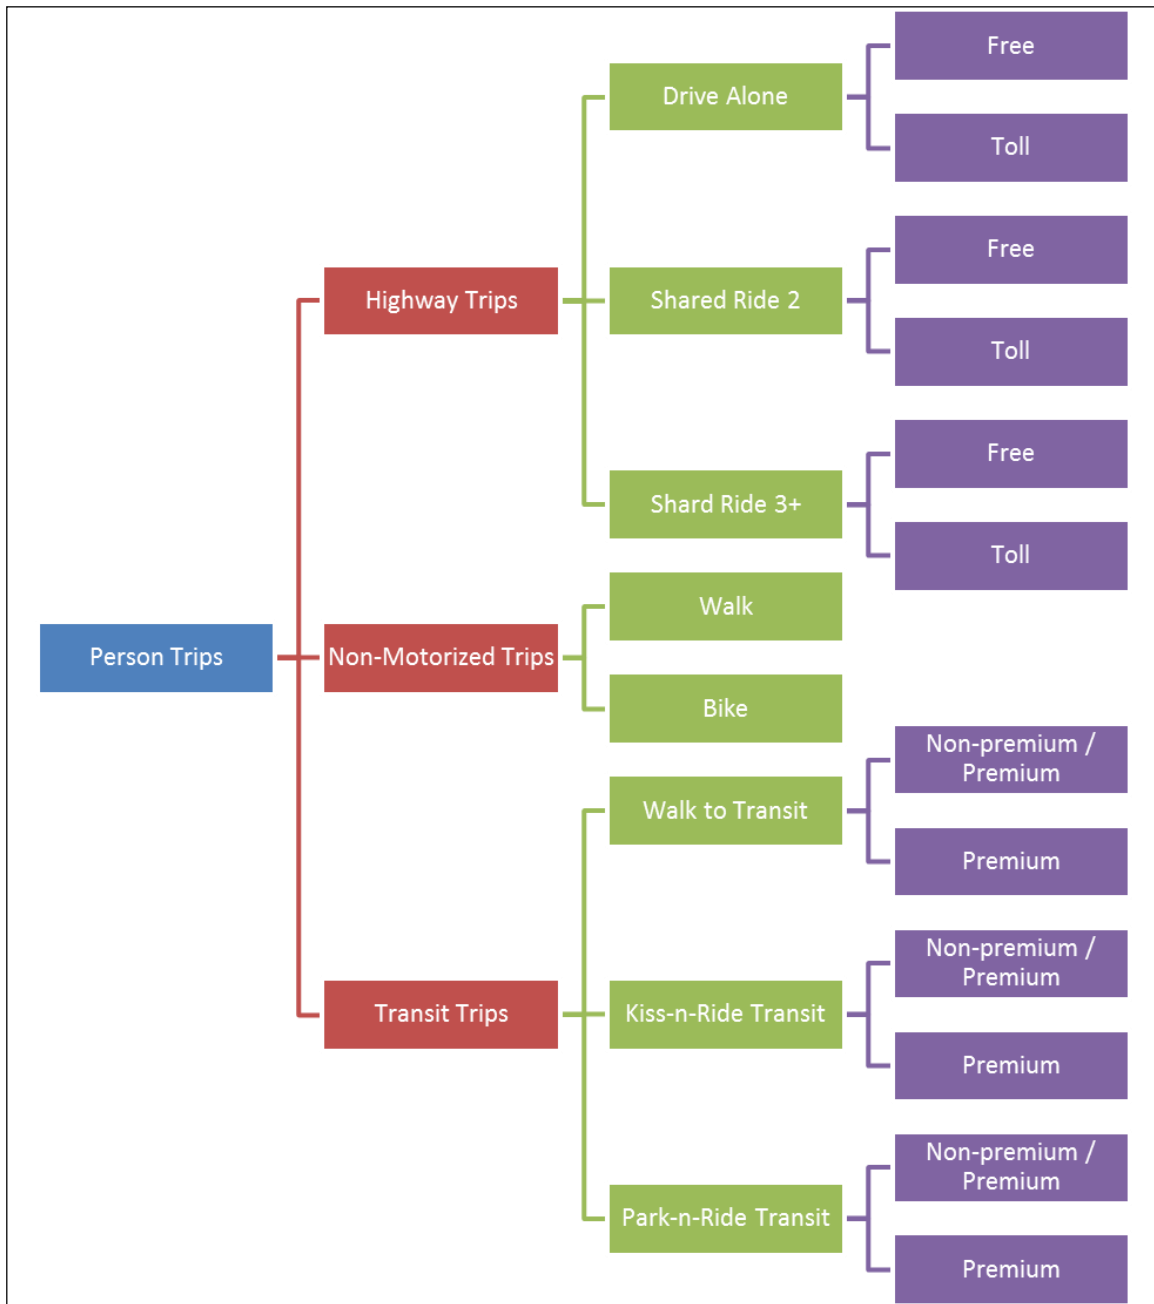 Person Trips
Highway Trips
Drive Alone
Free
Toll
Shared Ride 2
Free
Toll
Shard Ride 3+
Free
Toll
Non-Motorized Trips
Walk
Bike
Transit Trips
Walk to Transit
Non-premium /
Premium
Premium
Kiss-n-Ride Transit
Non-premium /
Premium
Premium
Park-n-Ride Transit
Non-premium /
Premium
Premium